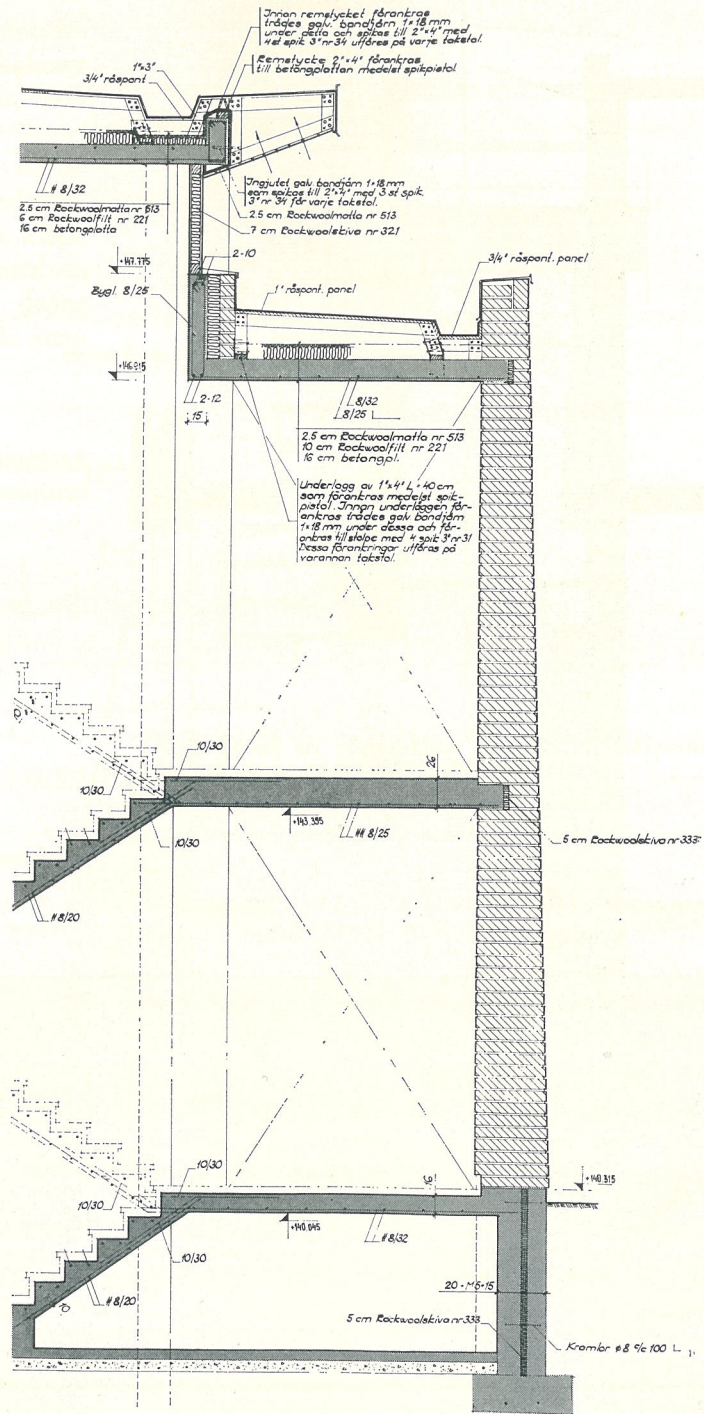 Innan remstycket förankras
trådes galv. bandjärn 1×18 mm
under detta och spikas till 2"×4" med
4st spik 3" nr 34 utföres på varje takstol.
Remstycke 2"×4" förankras
till betongplattan medelst spikpistol
1"×3"
3/4" råspont
# 8/32
2.5 cm Rockwoolmatta nr 513
6 cm Rockwoolfilt nr 221
16 cm betongplatta
Ingjutet galv. bandjärn 1×18 mm
som spikas till 2"×4" med 3 st spik
3" nr 34 för varje takstol.
2.5 cm Rockwoolmatta nr 513
7 cm Rockwoolskiva nr 321
+147.775
2-10
3/4" råspont. panel
Bygl. 8/25
1" råspont. panel
+146.915
2-12
15
8/32
8/25 L
2.5 cm Rockwoolmatta nr 513
10 cm Rockwoolfilt nr 221
16 cm betongpl.
Underlagg av 1"×4" L=40 cm
som förankras medelst spik-
pistol. Innan underläggen för-
ankras trådes galv bandjärn
1×18 mm under dessa och för-
ankras till stolpe med 4 spik 3" nr 31
Dessa förankringar utföras på
varannan takstol.
10
10/30
26
10/30
+143.355
10/30
## 8/25
5 cm Rockwoolskiva nr 333
# 8/20
10/30
16
+140.315
10/30
+140.045
10/30
# 8/32
# 8/20
10
20 + M5+15
5 cm Rockwoolskiva nr 333
Kramlor ø 8 c/c 100 L